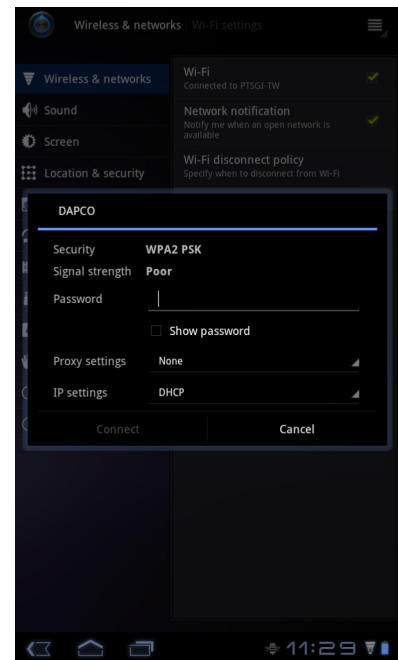 Wireless & networks Wi-Fi settings
Wireless & networks
Sound
Screen
Location & security
Wi-Fi
Connected to PTSGI-TW
Network notification
Notify me when an open network is
available
Wi-Fi disconnect policy
Specify when to disconnect from Wi-Fi
DAPCO
Security WPA2 PSK
Signal strength Poor
Password
Show password
Proxy settings None
IP settings DHCP
Connect Cancel
11:29